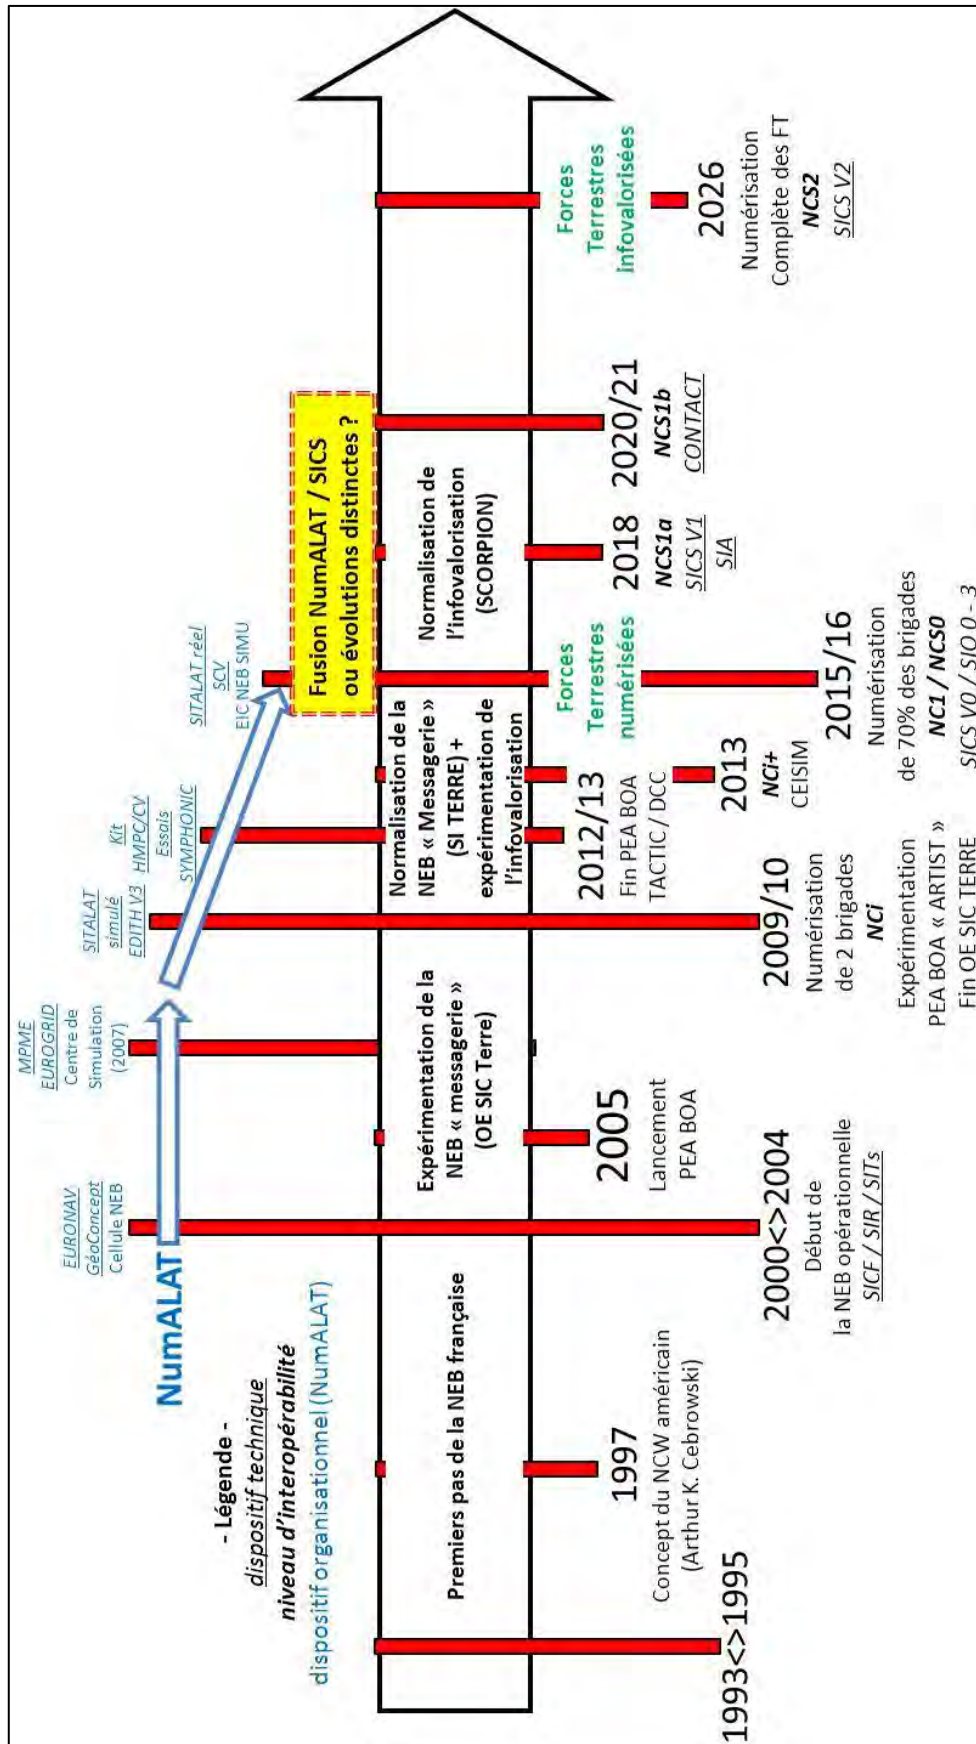 - Légende -
dispositif technique
niveau d'interopérabilité
dispositif organisationnel (NumALAT)
NumALAT
EURONAV
GéoConcept
Cellule NEB
MPME
EUROGRID
Centre de
Simulation
(2007)
SITALAT
simulé
EDITH V3
Kit
HMPC/CV
Essais
SYMPHONIC
SITALAT réel
SCV
EIC NEB SIMU
Fusion NumALAT / SICS
ou évolutions distinctes ?
Premiers pas de la NEB française
Expérimentation de la
NEB « messagerie »
(OE SIC Terre)
Normalisation de la
NEB « Messagerie »
(SI TERRE) +
expérimentation de
l'infovalorisation
Normalisation de
l'infovalorisation
(SCORPION)
1993<>1995
1997
Concept du NCW américain
(Arthur K. Cebrowski)
2000<>2004
Début de
la NEB opérationnelle
SICF / SIR / SITs
2005
Lancement
PEA BOA
2009/10
Numérisation
de 2 brigades
NCi
Expérimentation
PEA BOA « ARTIST »
Fin OE SIC TERRE
2012/13
Fin PEA BOA
TACTIC / DCC
2013
NCi+
CEISIM
Forces
Terrestres
numérisées
2015/16
Numérisation
de 70% des brigades
NC1 / NCS0
SICS V0 / SIO 0 - 3
2018
NCS1a
SICS V1
SIA
2020/21
NCS1b
CONTACT
Forces
Terrestres
infovalorisées
2026
Numérisation
Complète des FT
NCS2
SICS V2